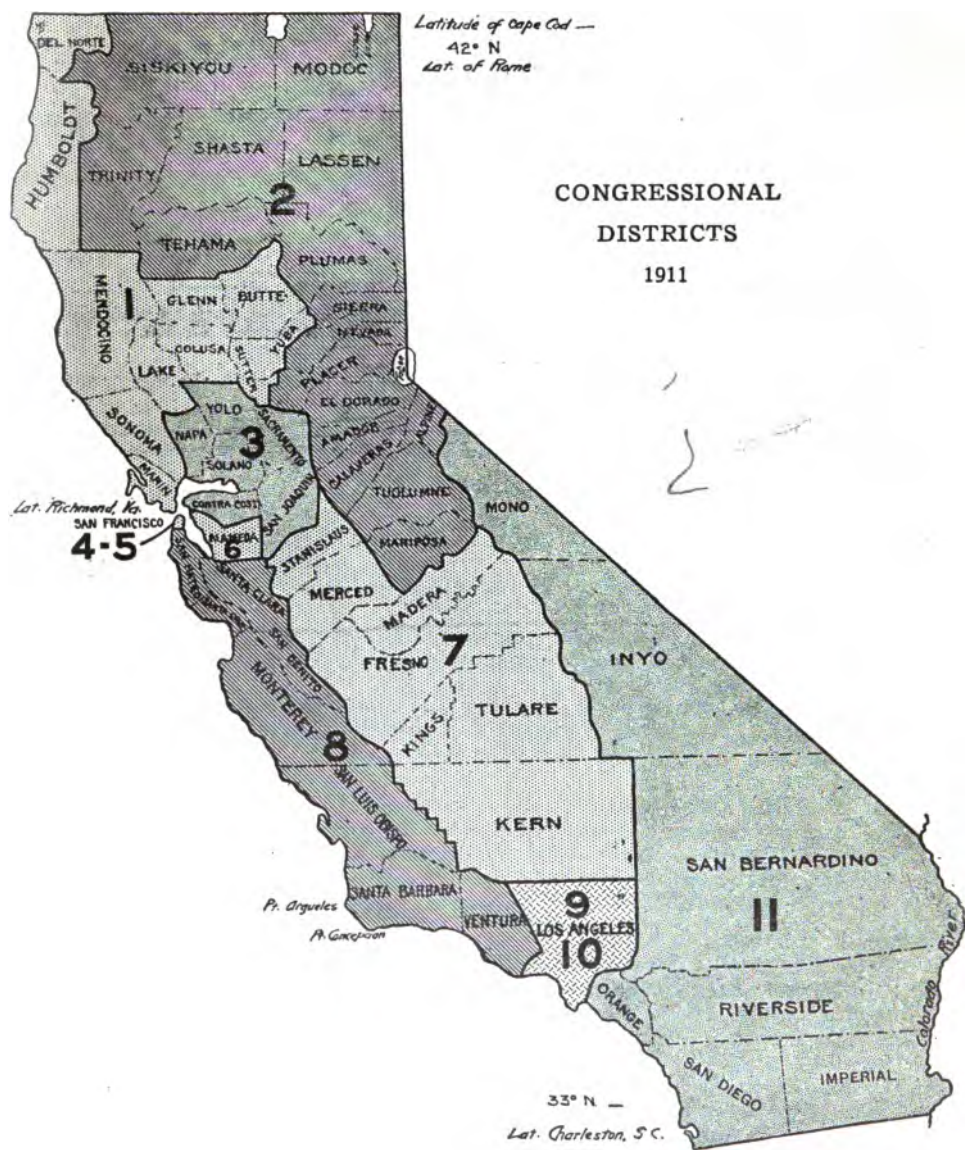 Latitude of Cape Cod —
42° N
Lat. of Rome
CONGRESSIONAL
DISTRICTS
1911
DEL NORTE
SISKIYOU
MODOC
HUMBOLDT
TRINITY
SHASTA
LASSEN
2
TEHAMA
PLUMAS
MENDOCINO
1
GLENN
BUTTE
SIERRA
NEVADA
COLUSA
SUTTER
YUBA
LAKE
PLACER
YOLO
SACRAMENTO
EL DORADO
ALPINE
SONOMA
NAPA
3
AMADOR
SOLANO
CALAVERAS
MARIN
SAN JOAQUIN
TUOLUMNE
MONO
Lat. Richmond, Va.
CONTRA COSTA
SAN FRANCISCO
4-5
ALAMEDA
6
STANISLAUS
MARIPOSA
SAN MATEO
SANTA CLARA
MERCED
MADERA
SAN BENITO
FRESNO
7
INYO
MONTEREY
KINGS
TULARE
8
SAN LUIS OBISPO
KERN
SAN BERNARDINO
SANTA BARBARA
9
Pt. Argueles
VENTURA
LOS ANGELES
11
Pt. Concepcion
10
Colorado River
ORANGE
RIVERSIDE
SAN DIEGO
IMPERIAL
33° N —
Lat. Charleston, S C.